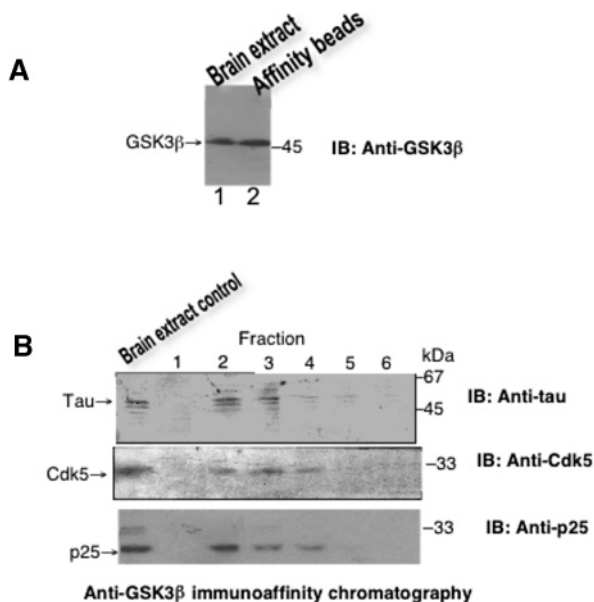 A
Brain extract
Affinity beads
GSK3β→
–45
IB: Anti-GSK3β
1 2
B
Brain extract control
Fraction
1 2 3 4 5 6
kDa
–67
Tau→
–45
IB: Anti-tau
Cdk5→
–33
IB: Anti-Cdk5
–33
IB: Anti-p25
p25→
Anti-GSK3β immunoaffinity chromatography